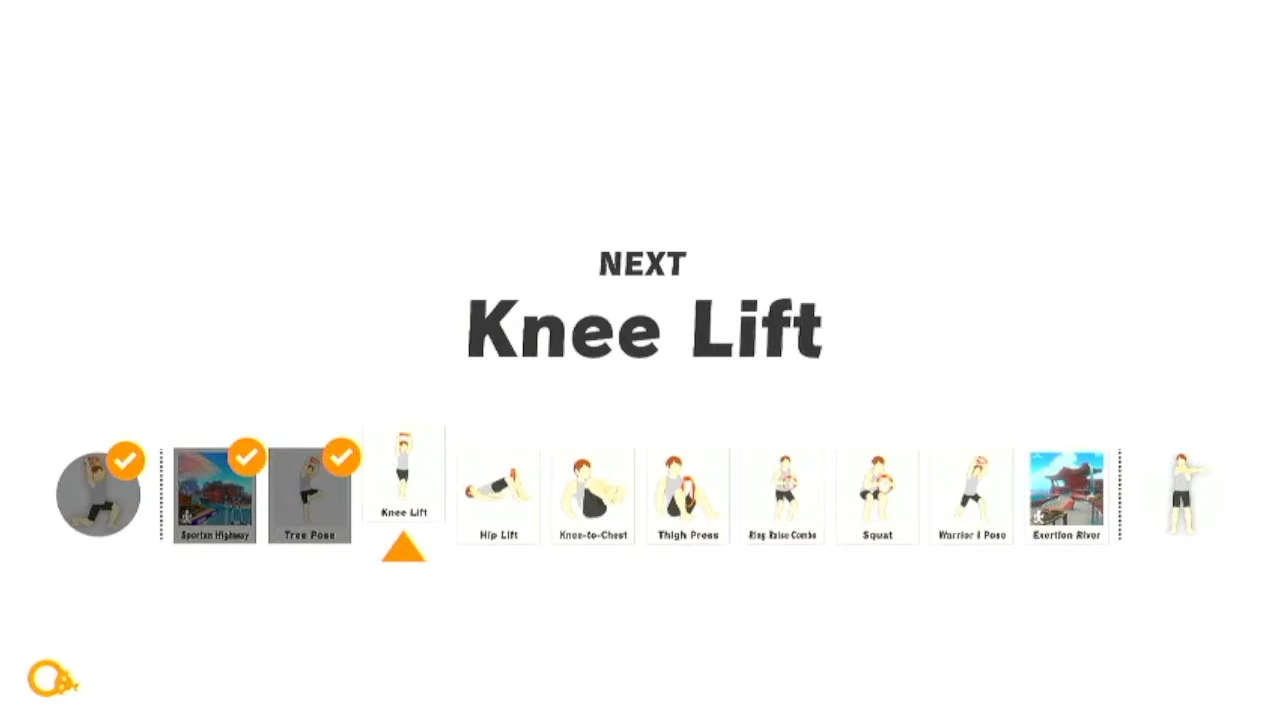 NEXT
Knee Lift
Spartan Highway
Tree Pose
Knee Lift
Hip Lift
Knee-to-Chest
Thigh Press
Ring Raise Combo
Squat
Warrior I Pose
Exertion River